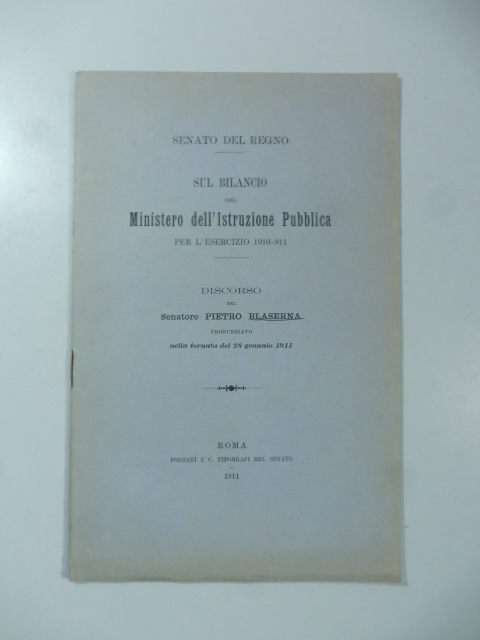 SENATO DEL REGNO
SUL BILANCIO
DEL
Ministero dell'Istruzione Pubblica
PER L'ESERCIZIO 1910-911
DISCORSO
DEL
Senatore PIETRO BLASERNA
PRONUNZIATO
nella tornata del 28 gennaio 1911
ROMA
FORZANI E C. TIPOGRAFI DEL SENATO
1911